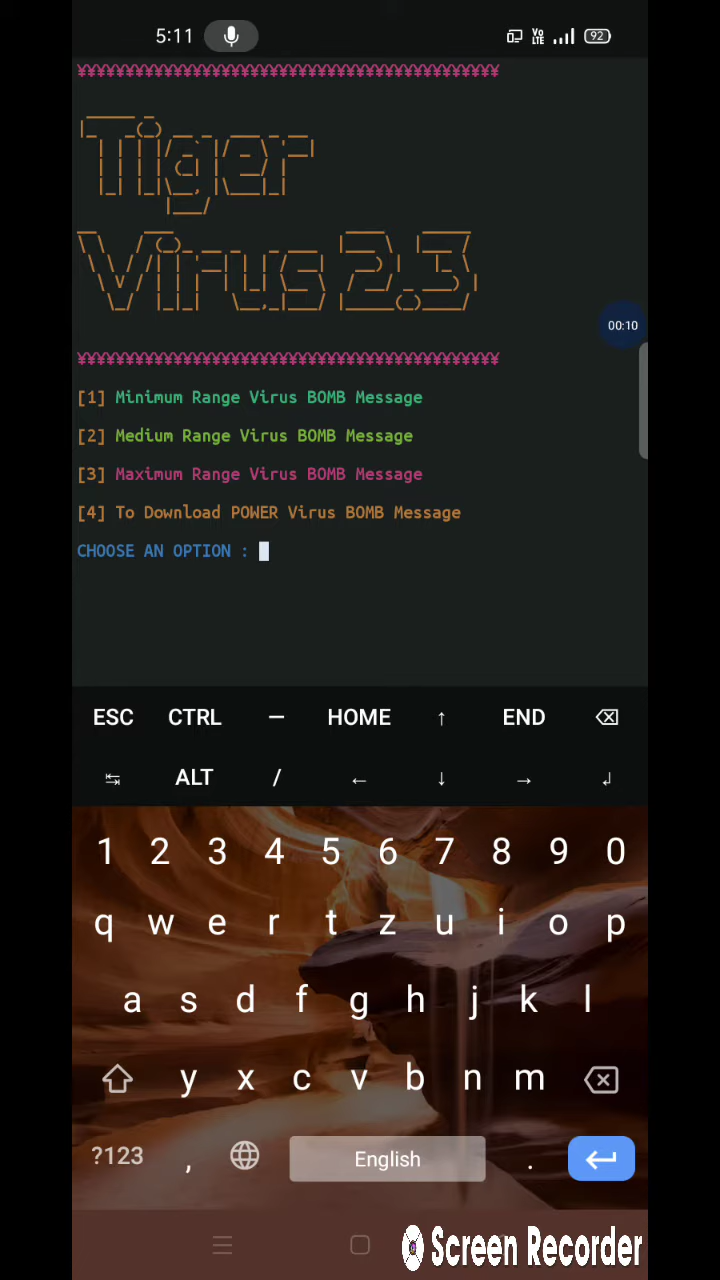 5:11 Vo LTE 92
¥¥¥¥¥¥¥¥¥¥¥¥¥¥¥¥¥¥¥¥¥¥¥¥¥¥¥¥¥¥¥¥¥¥¥¥¥¥¥¥¥¥¥¥
Tiger
Virus 2.3
00:10
¥¥¥¥¥¥¥¥¥¥¥¥¥¥¥¥¥¥¥¥¥¥¥¥¥¥¥¥¥¥¥¥¥¥¥¥¥¥¥¥¥¥¥¥
[1] Minimum Range Virus BOMB Message
[2] Medium Range Virus BOMB Message
[3] Maximum Range Virus BOMB Message
[4] To Download POWER Virus BOMB Message
CHOOSE AN OPTION :
ESC CTRL — HOME ↑ END ⌫
↹ ALT / ← ↓ → ↲
1 2 3 4 5 6 7 8 9 0
q w e r t z u i o p
a s d f g h j k l
y x c v b n m
?123 , English .
Screen Recorder